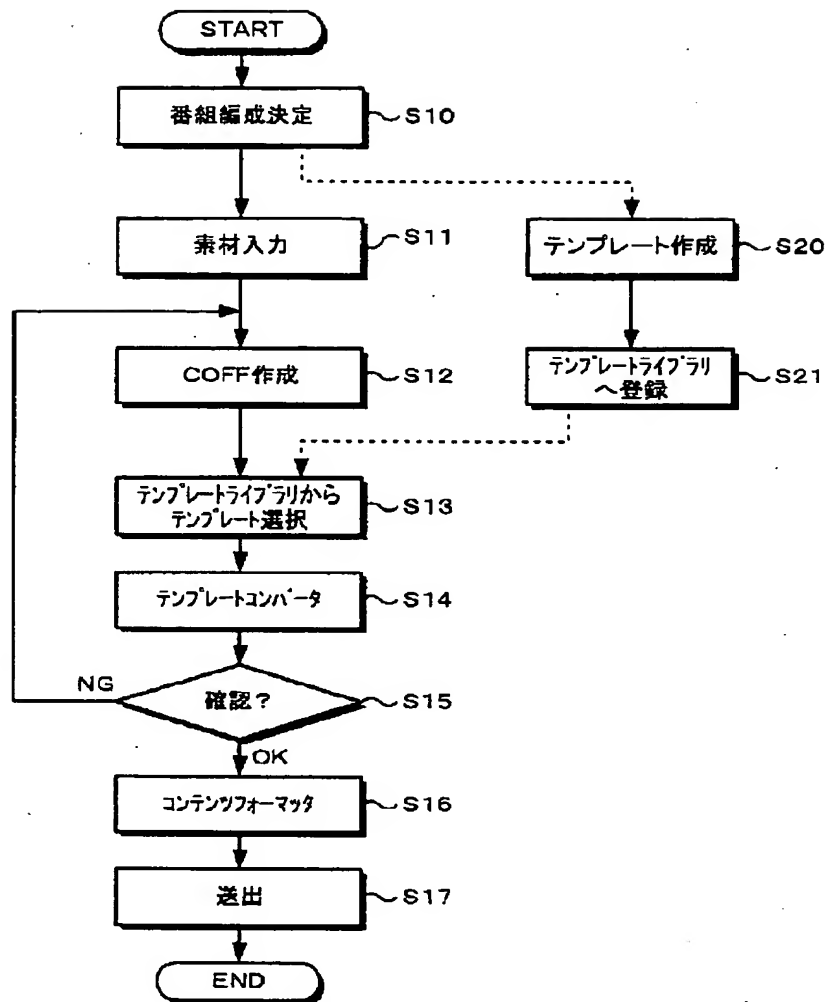 START
番組編成決定
S10
素材入力
S11
テンプレート作成
S20
COFF作成
S12
テンプレートライブラリ
へ登録
S21
テンプレートライブラリから
テンプレート選択
S13
テンプレートコンバータ
S14
NG
確認?
S15
OK
コンテンツフォーマッタ
S16
送出
S17
END